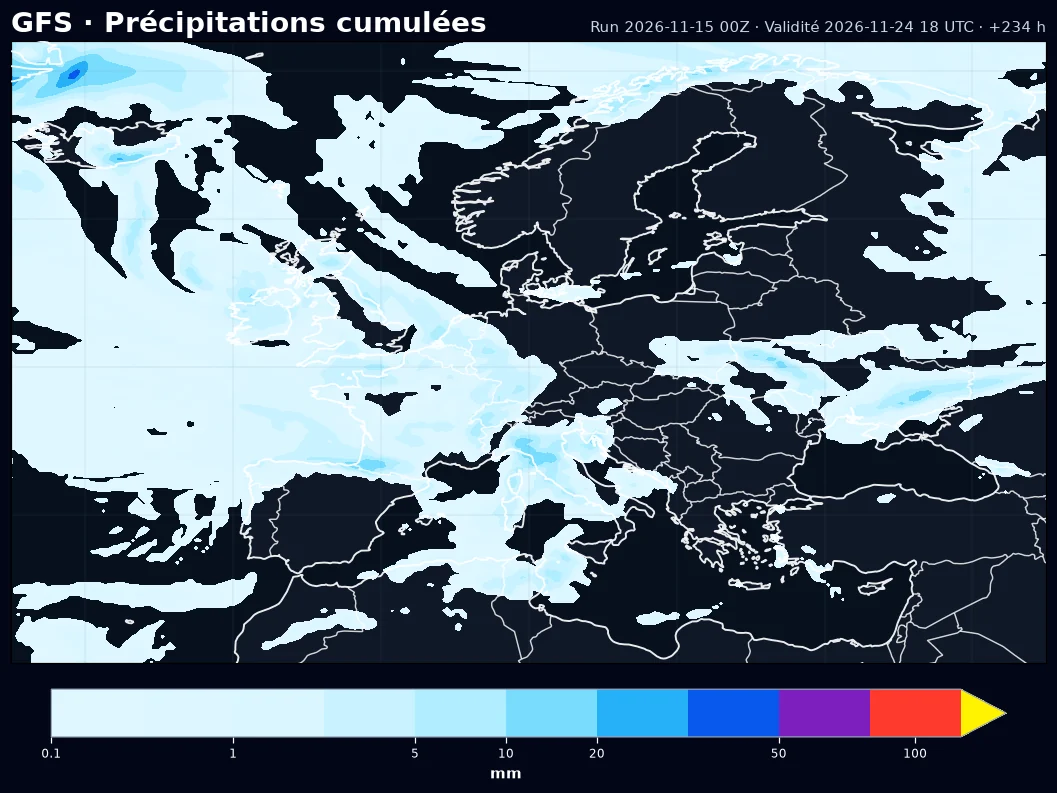 GFS · Précipitations cumulées
Run 2026-11-15 00Z · Validité 2026-11-24 18 UTC · +234 h
0.1 1 5 10 20 50 100
mm